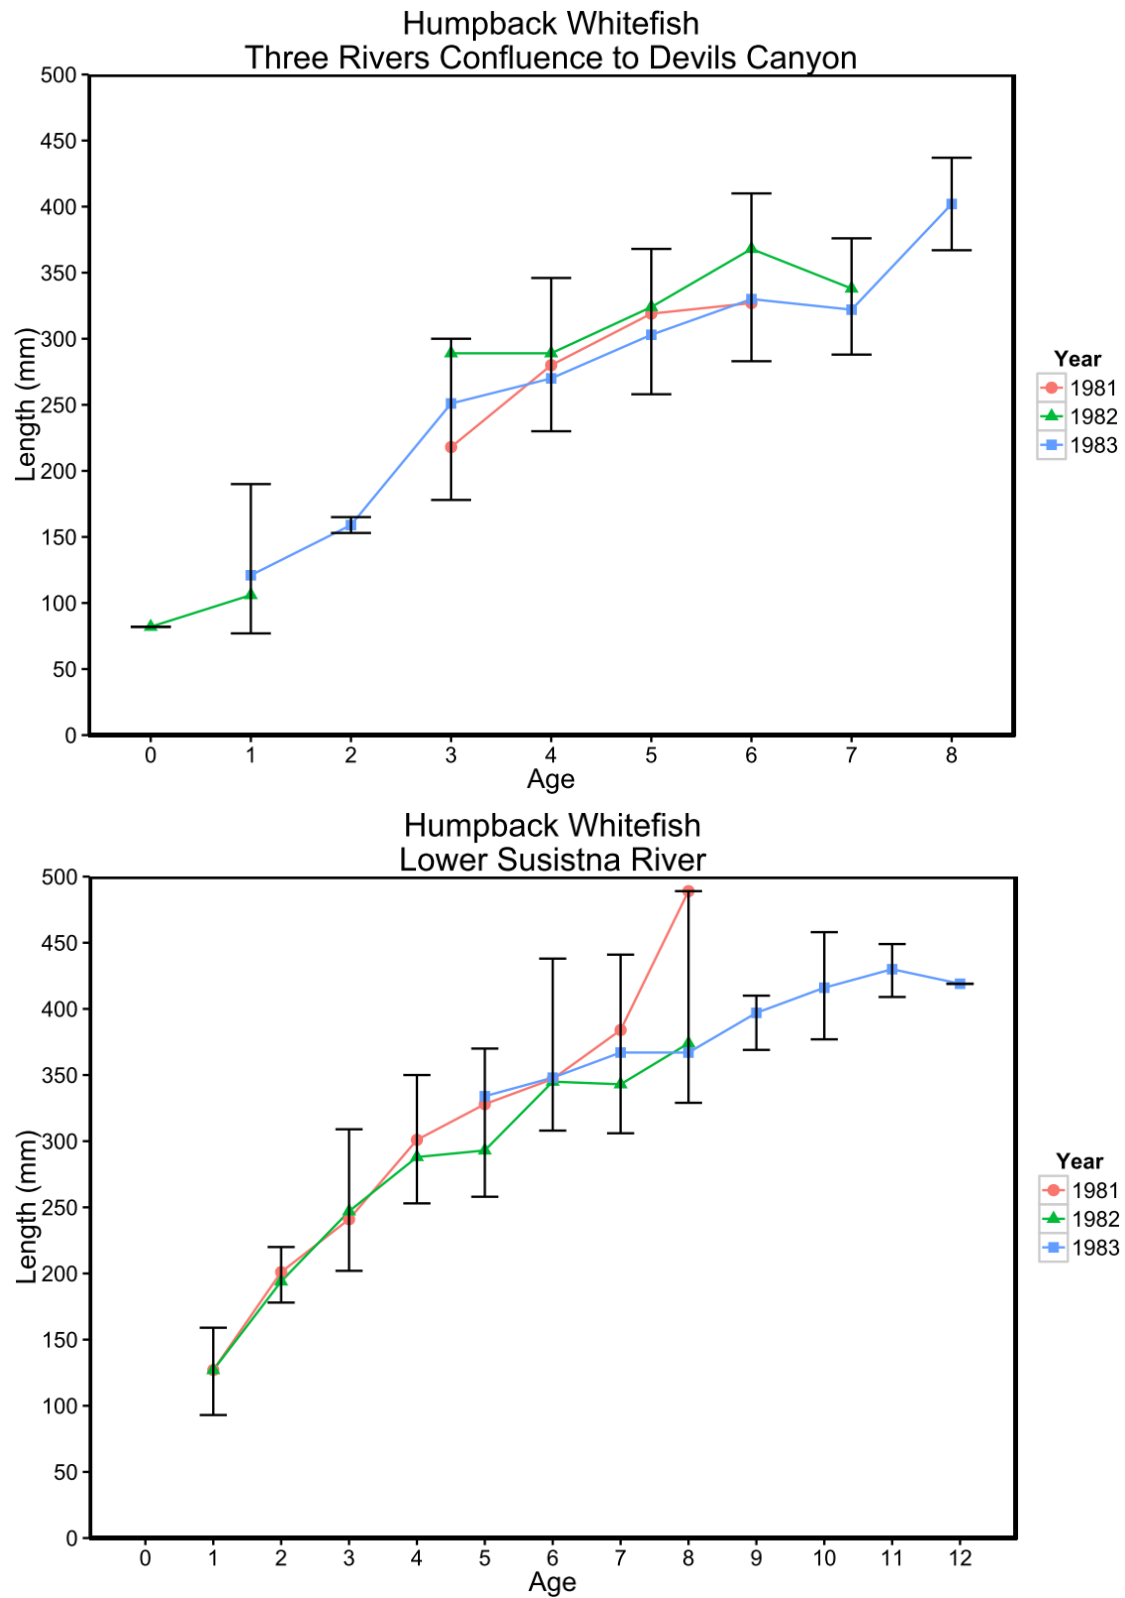 Humpback Whitefish
Three Rivers Confluence to Devils Canyon
500
450
400
350
300
250
200
150
100
50
0
Length (mm)
0 1 2 3 4 5 6 7 8
Age
Year
1981
1982
1983
Humpback Whitefish
Lower Susistna River
500
450
400
350
300
250
200
150
100
50
0
Length (mm)
0 1 2 3 4 5 6 7 8 9 10 11 12
Age
Year
1981
1982
1983